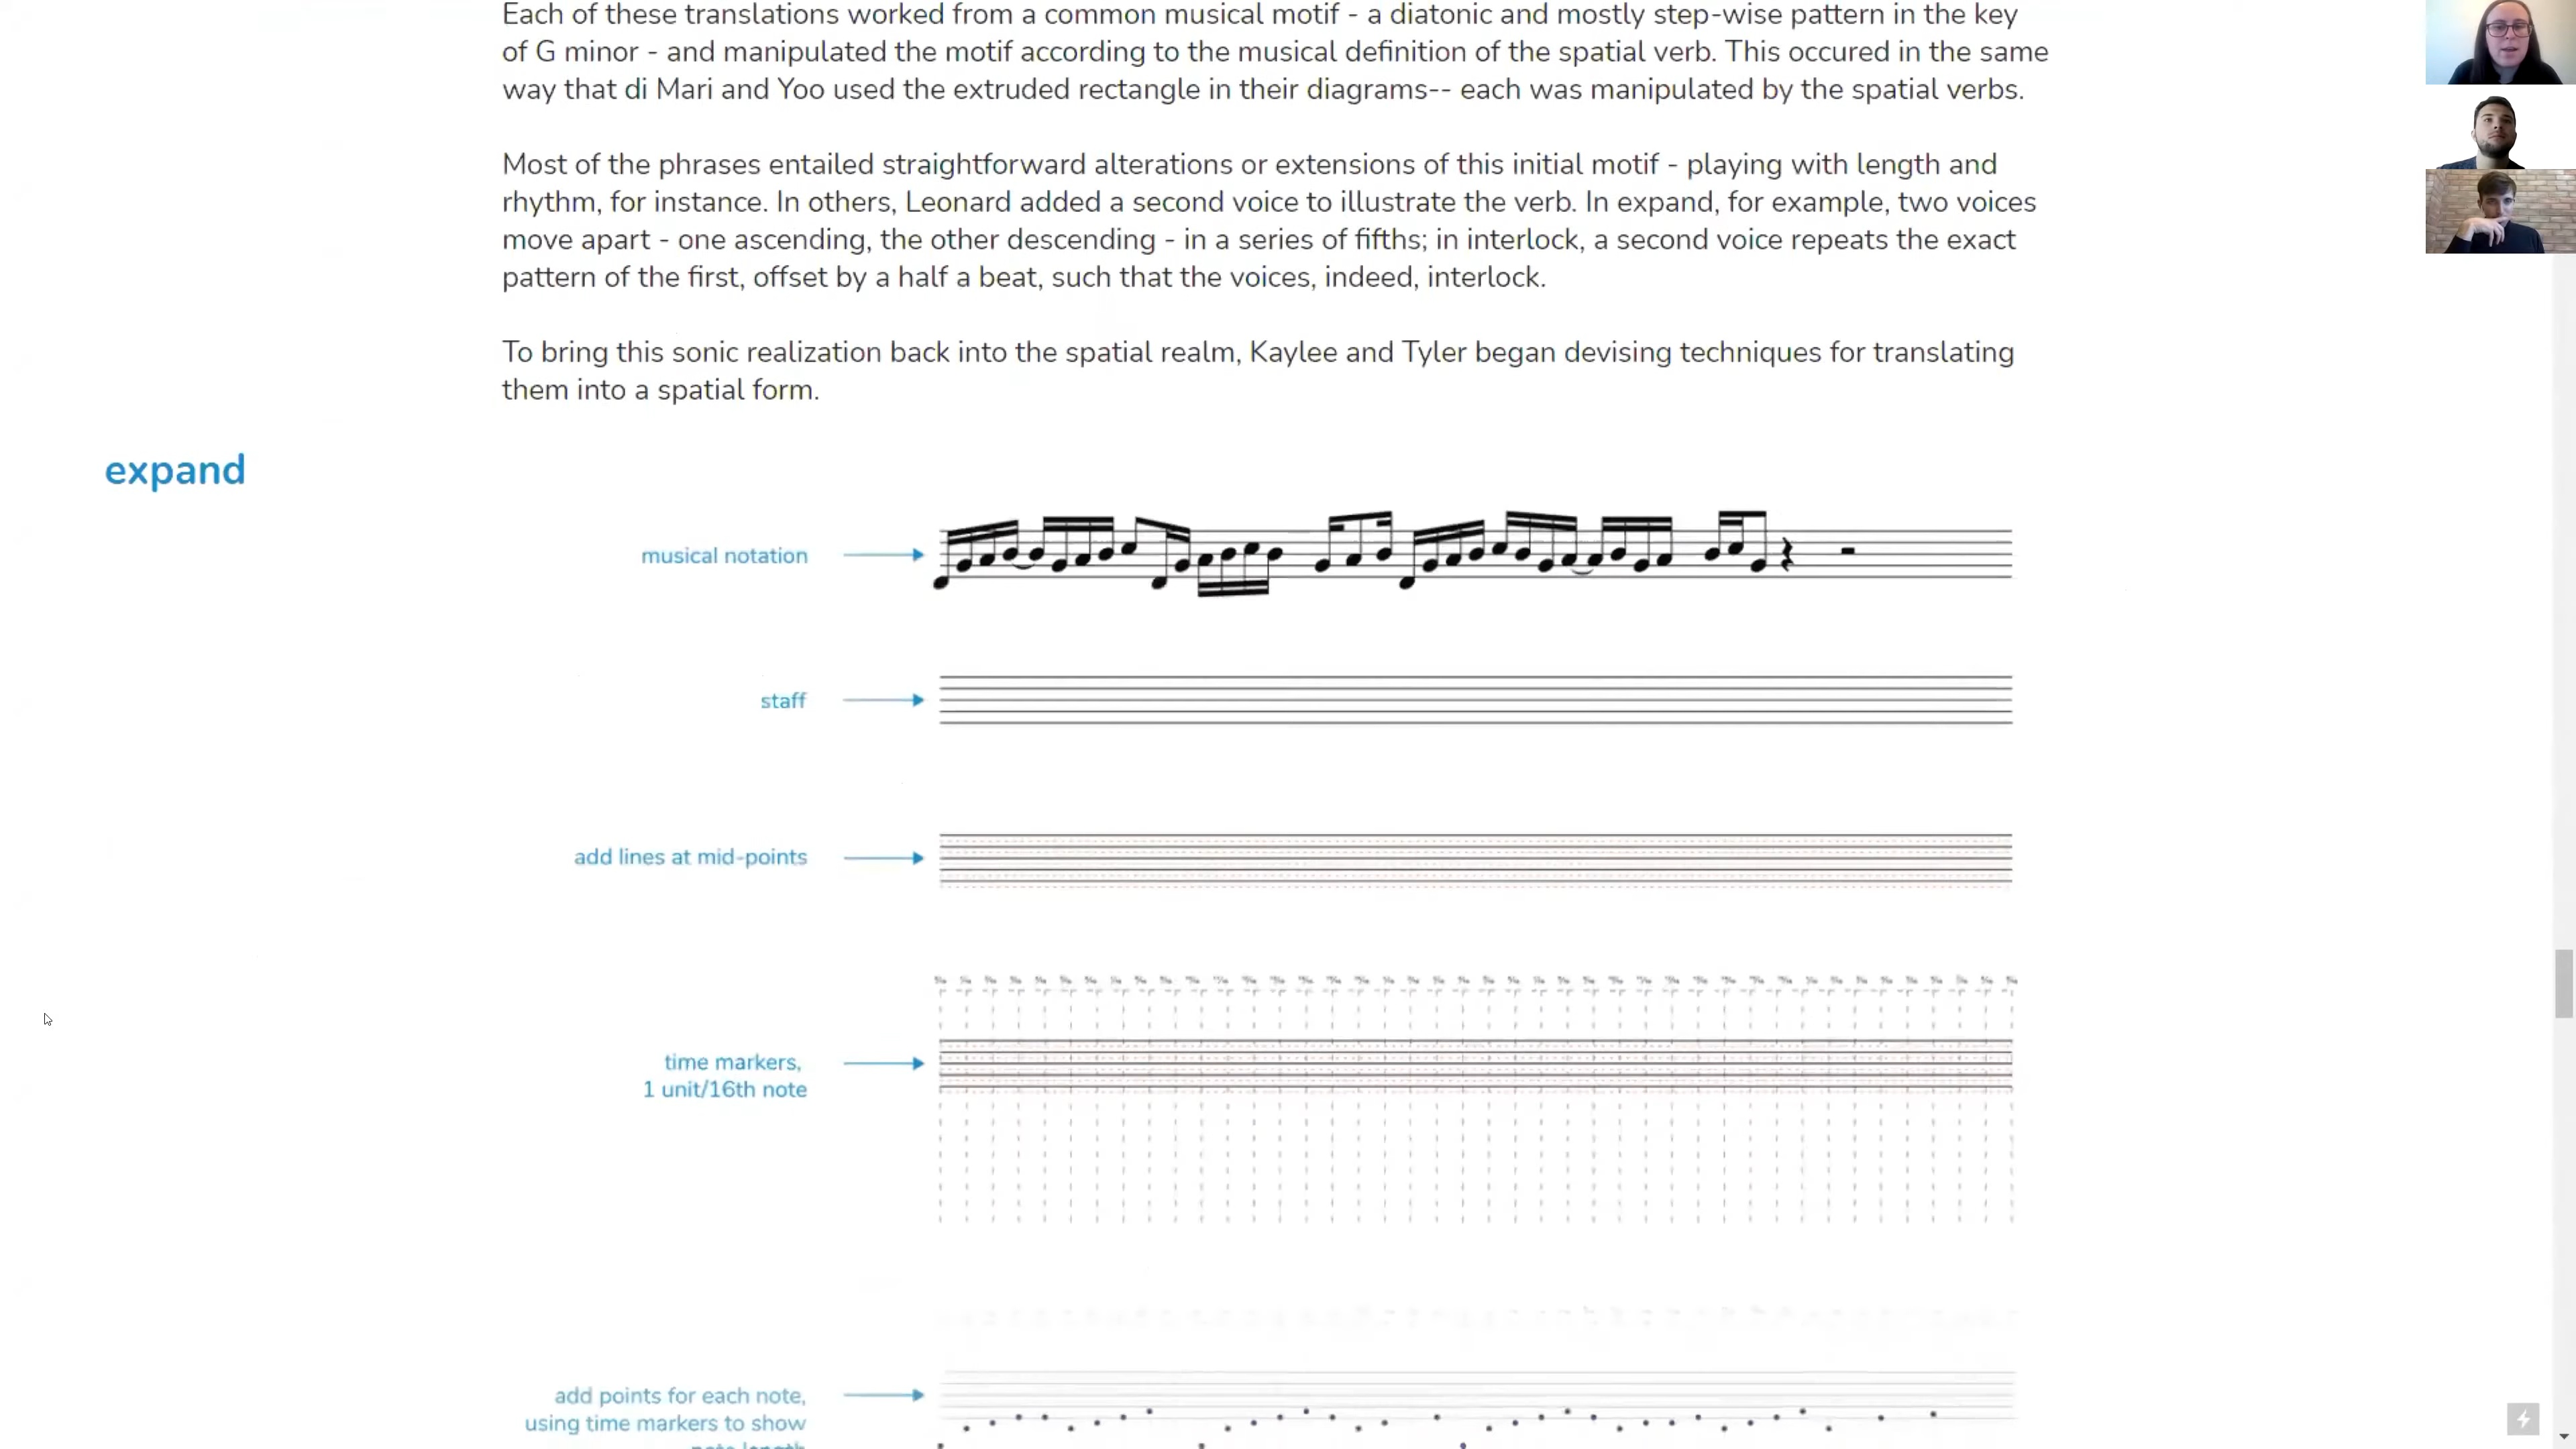 Each of these translations worked from a common musical motif - a diatonic and mostly step-wise pattern in the key
of G minor - and manipulated the motif according to the musical definition of the spatial verb. This occured in the same
way that di Mari and Yoo used the extruded rectangle in their diagrams-- each was manipulated by the spatial verbs.
Most of the phrases entailed straightforward alterations or extensions of this initial motif - playing with length and
rhythm, for instance. In others, Leonard added a second voice to illustrate the verb. In expand, for example, two voices
move apart - one ascending, the other descending - in a series of fifths; in interlock, a second voice repeats the exact
pattern of the first, offset by a half a beat, such that the voices, indeed, interlock.
To bring this sonic realization back into the spatial realm, Kaylee and Tyler began devising techniques for translating
them into a spatial form.
expand
musical notation
staff
add lines at mid-points
time markers,
1 unit/16th note
add points for each note,
using time markers to show
note length